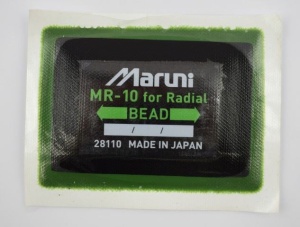 Maruni
MR-10 for Radial
BEAD
/ /
28110 MADE IN JAPAN